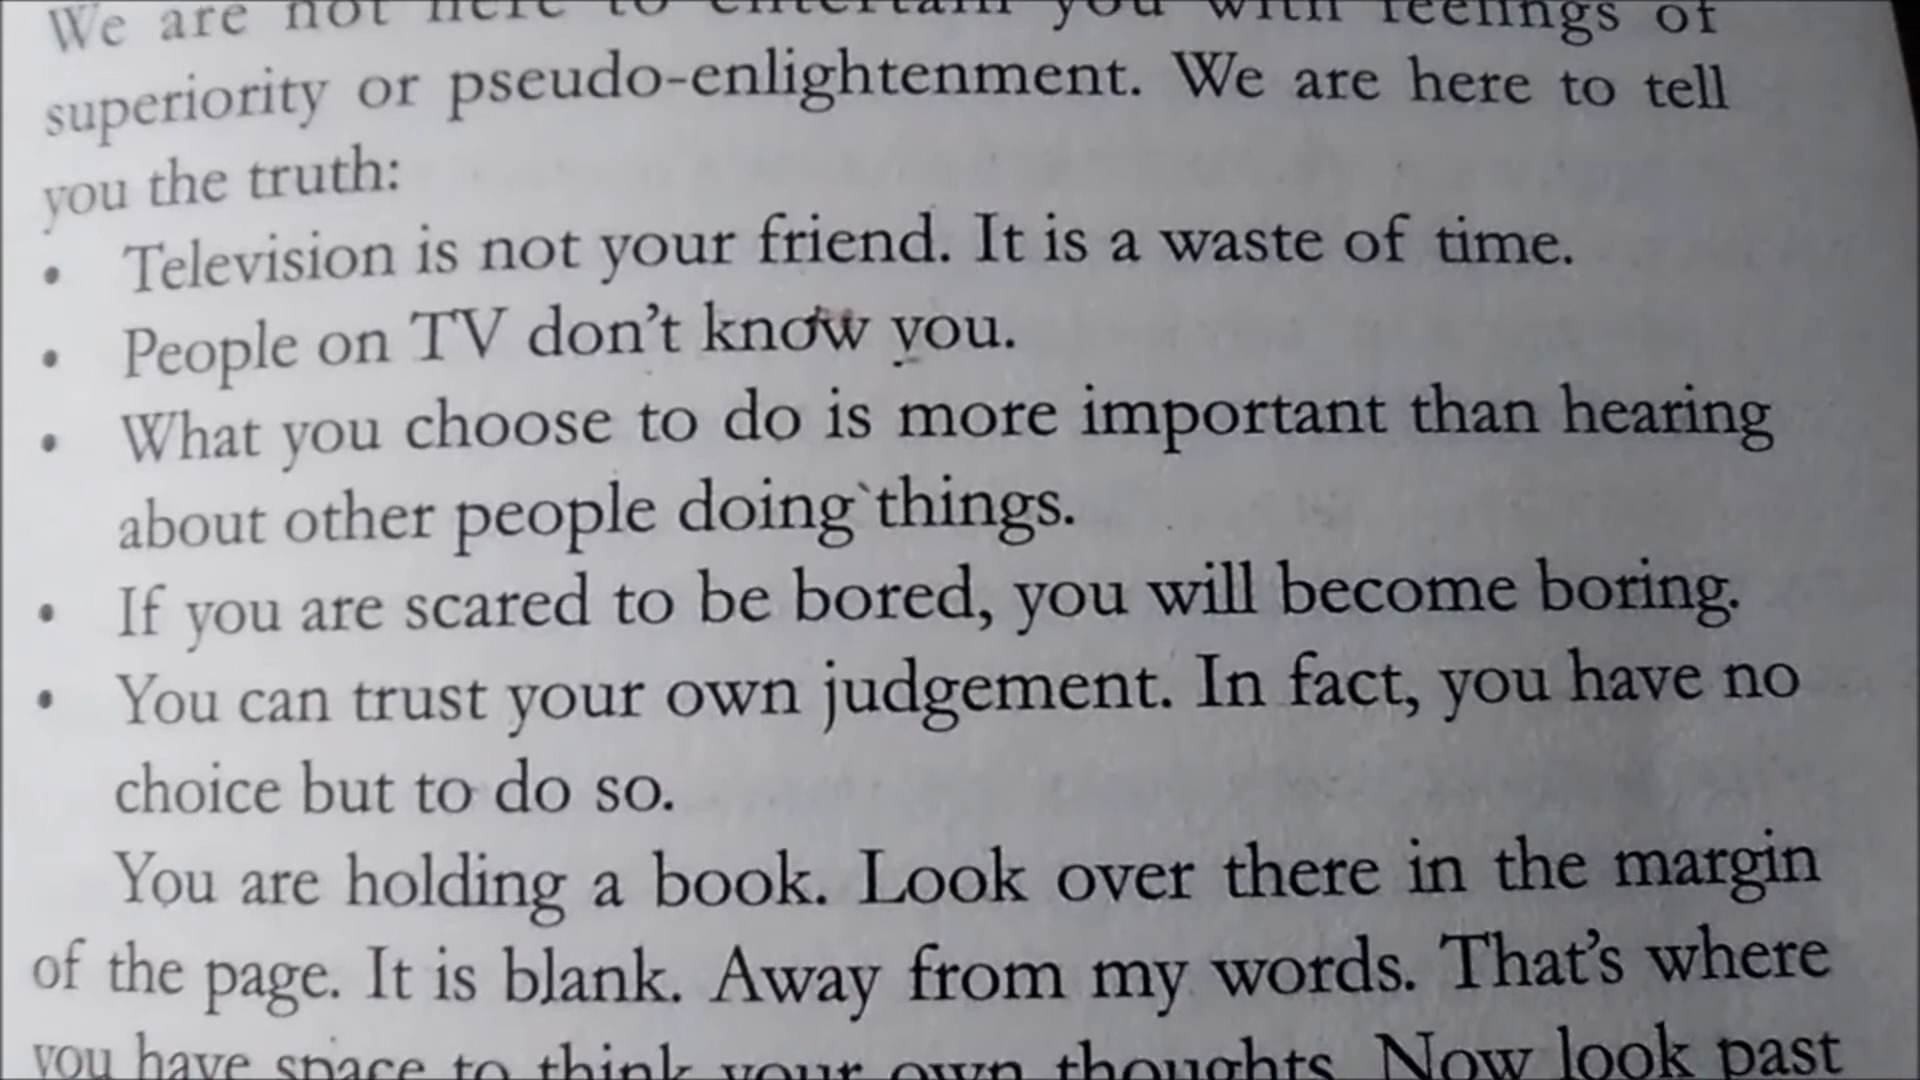 We are not here to entertain you with feelings of
superiority or pseudo-enlightenment. We are here to tell
you the truth:
• Television is not your friend. It is a waste of time.
• People on TV don't know you.
• What you choose to do is more important than hearing
about other people doing things.
• If you are scared to be bored, you will become boring.
• You can trust your own judgement. In fact, you have no
choice but to do so.
You are holding a book. Look over there in the margin
of the page. It is blank. Away from my words. That's where
you have space to think your own thoughts. Now look past